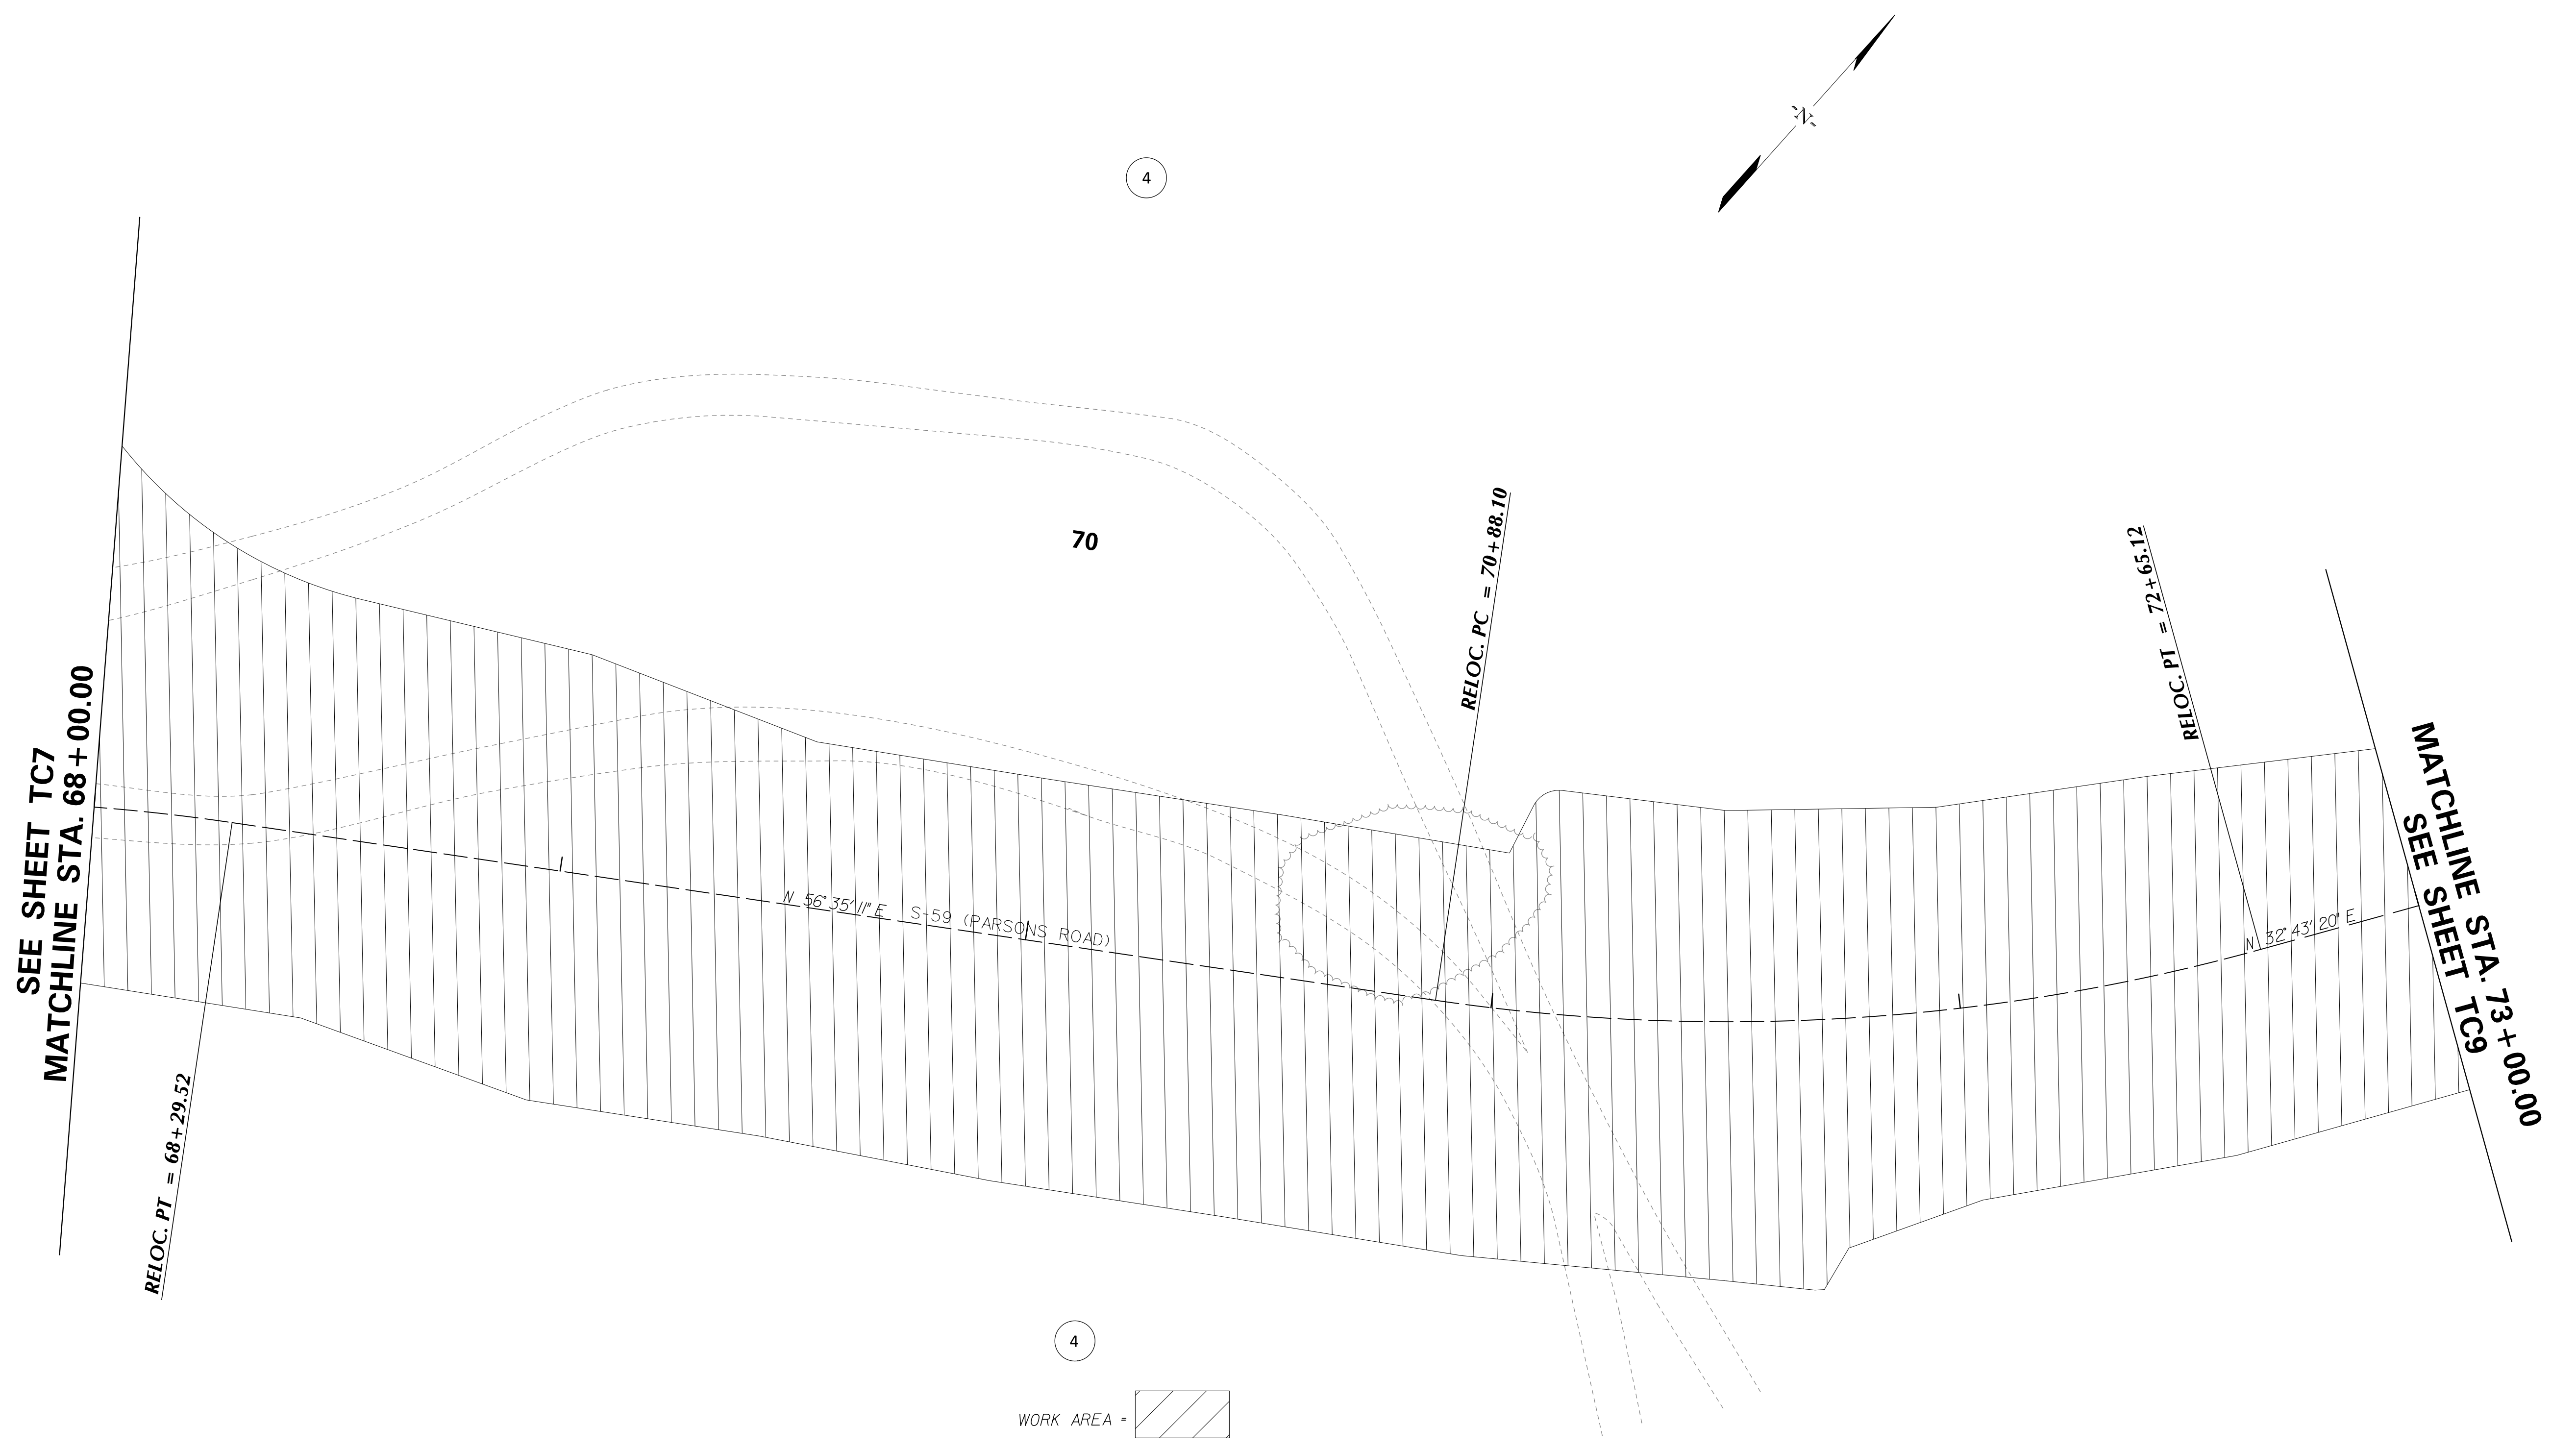 -N-
4
SEE SHEET TC7
MATCHLINE STA. 68+00.00
70
RELOC. PC = 70+88.10
RELOC. PT = 72+65.12
MATCHLINE STA. 73+00.00
SEE SHEET TC9
N 56° 35' 11" E S-59 (PARSONS ROAD)
N 32° 43' 20" E
RELOC. PT = 68+29.52
4
WORK AREA =